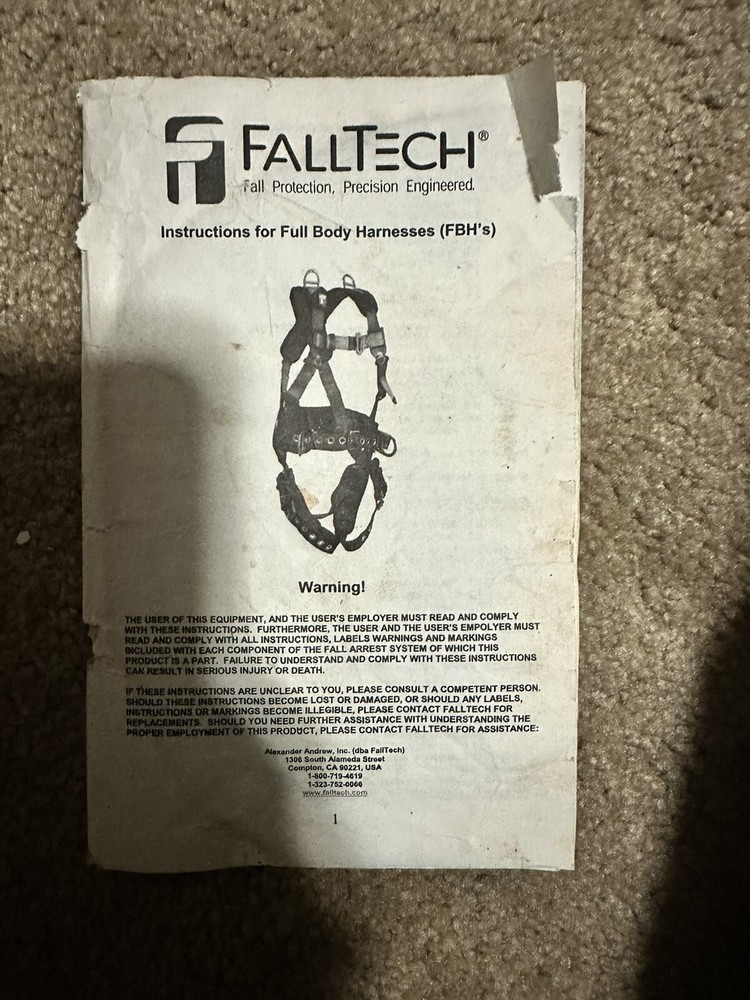 FALLTECH®
Fall Protection, Precision Engineered.
Instructions for Full Body Harnesses (FBH's)
Warning!
THE USER OF THIS EQUIPMENT, AND THE USER'S EMPLOYER MUST READ AND COMPLY
WITH THESE INSTRUCTIONS. FURTHERMORE, THE USER AND THE USER'S EMPOLYER MUST
READ AND COMPLY WITH ALL INSTRUCTIONS, LABELS WARNINGS AND MARKINGS
INCLUDED WITH EACH COMPONENT OF THE FALL ARREST SYSTEM OF WHICH THIS
PRODUCT IS A PART. FAILURE TO UNDERSTAND AND COMPLY WITH THESE INSTRUCTIONS
CAN RESULT IN SERIOUS INJURY OR DEATH.
IF THESE INSTRUCTIONS ARE UNCLEAR TO YOU, PLEASE CONSULT A COMPETENT PERSON.
SHOULD THESE INSTRUCTIONS BECOME LOST OR DAMAGED, OR SHOULD ANY LABELS,
INSTRUCTIONS OR MARKINGS BECOME ILLEGIBLE, PLEASE CONTACT FALLTECH FOR
REPLACEMENTS. SHOULD YOU NEED FURTHER ASSISTANCE WITH UNDERSTANDING THE
PROPER EMPLOYMENT OF THIS PRODUCT, PLEASE CONTACT FALLTECH FOR ASSISTANCE:
Alexander Andrew, Inc. (dba FallTech)
1306 South Alameda Street
Compton, CA 90221, USA
1-800-719-4619
1-323-752-0066
www.falltech.com
1